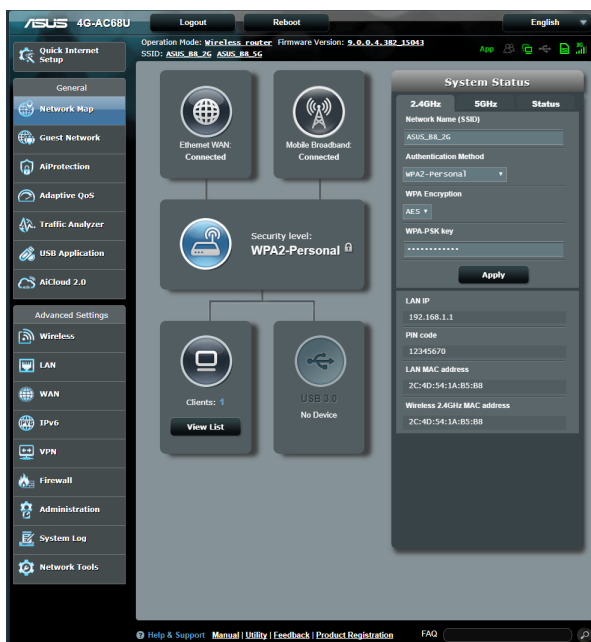 ASUS 4G-AC68U Logout Reboot English
Quick Internet Setup
Operation Mode: Wireless router Firmware Version: 9.0.0.4.382_15043
SSID: ASUS_B8_2G ASUS_B8_5G
App
3G
General
Network Map
Guest Network
AiProtection
Adaptive QoS
Traffic Analyzer
USB Application
AiCloud 2.0
Advanced Settings
Wireless
LAN
WAN
IPv6
VPN
Firewall
Administration
System Log
Network Tools
Ethernet WAN:
Connected
Mobile Broadband:
Connected
Security level:
WPA2-Personal
Clients: 1
View List
USB 3.0
No Device
System Status
2.4GHz 5GHz Status
Network Name (SSID)
ASUS_B8_2G
Authentication Method
WPA2-Personal
WPA Encryption
AES
WPA-PSK key
············
Apply
LAN IP
192.168.1.1
PIN code
12345670
LAN MAC address
2C:4D:54:1A:B5:B8
Wireless 2.4GHz MAC address
2C:4D:54:1A:B5:B8
Help & Support Manual | Utility | Feedback | Product Registration FAQ